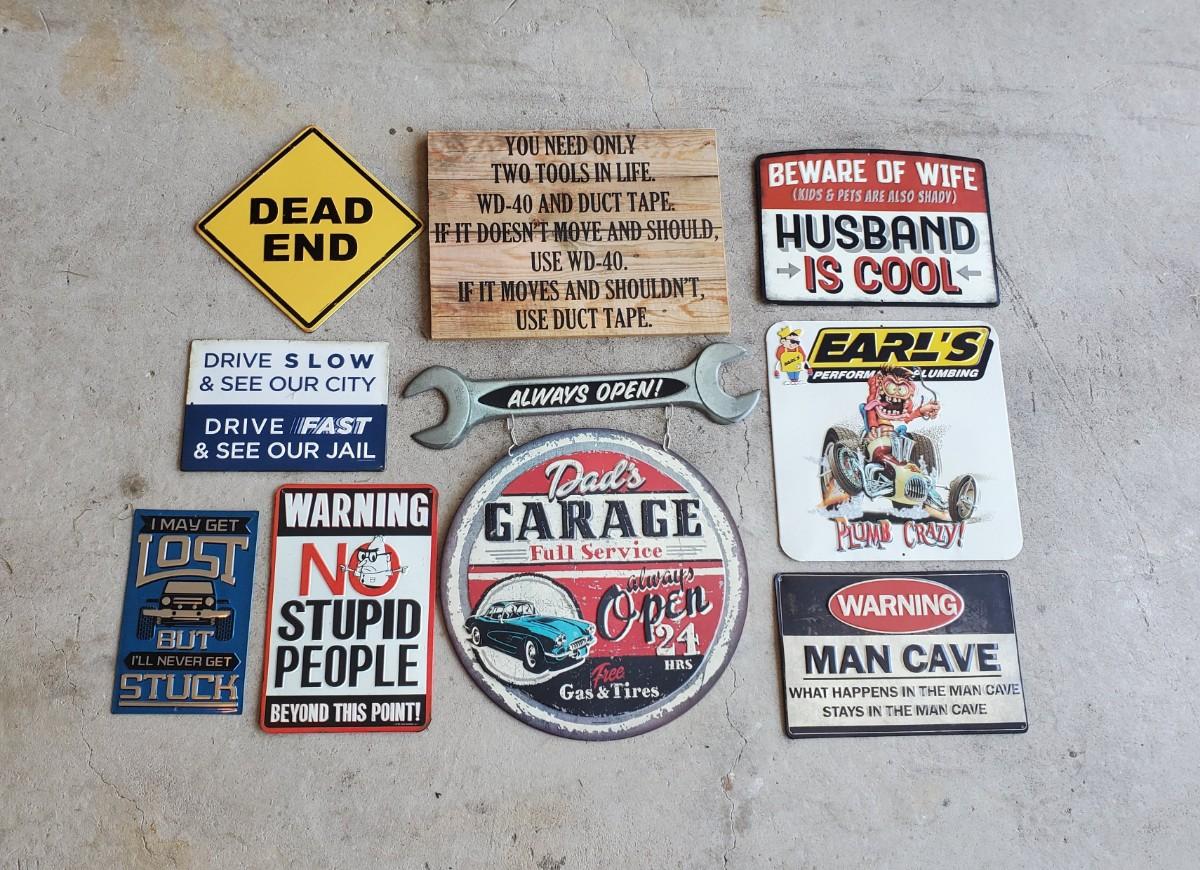 DEAD
END
YOU NEED ONLY
TWO TOOLS IN LIFE.
WD-40 AND DUCT TAPE.
IF IT DOESN'T MOVE AND SHOULD,
USE WD-40.
IF IT MOVES AND SHOULDN'T,
USE DUCT TAPE.
BEWARE OF WIFE
(KIDS & PETS ARE ALSO SHADY)
HUSBAND
IS COOL
DRIVE SLOW
& SEE OUR CITY
DRIVE FAST
& SEE OUR JAIL
ALWAYS OPEN!
Dad's
GARAGE
Full Service
always
Open
24
HRS
Free
Gas & Tires
EARL'S
PLUMBING
PLUMB CRAZY!
I MAY GET
LOST
BUT
I'LL NEVER GET
STUCK
WARNING
NO
STUPID
PEOPLE
BEYOND THIS POINT!
WARNING
MAN CAVE
WHAT HAPPENS IN THE MAN CAVE
STAYS IN THE MAN CAVE